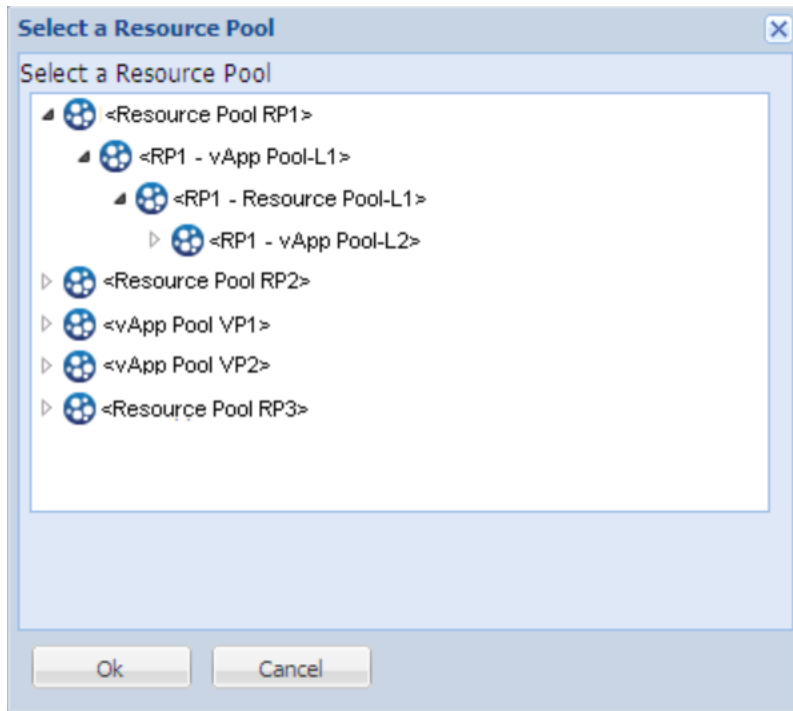 Select a Resource Pool
Select a Resource Pool
<Resource Pool RP1>
<RP1 - vApp Pool-L1>
<RP1 - Resource Pool-L1>
<RP1 - vApp Pool-L2>
<Resource Pool RP2>
<vApp Pool VP1>
<vApp Pool VP2>
<Resource Pool RP3>
Ok
Cancel